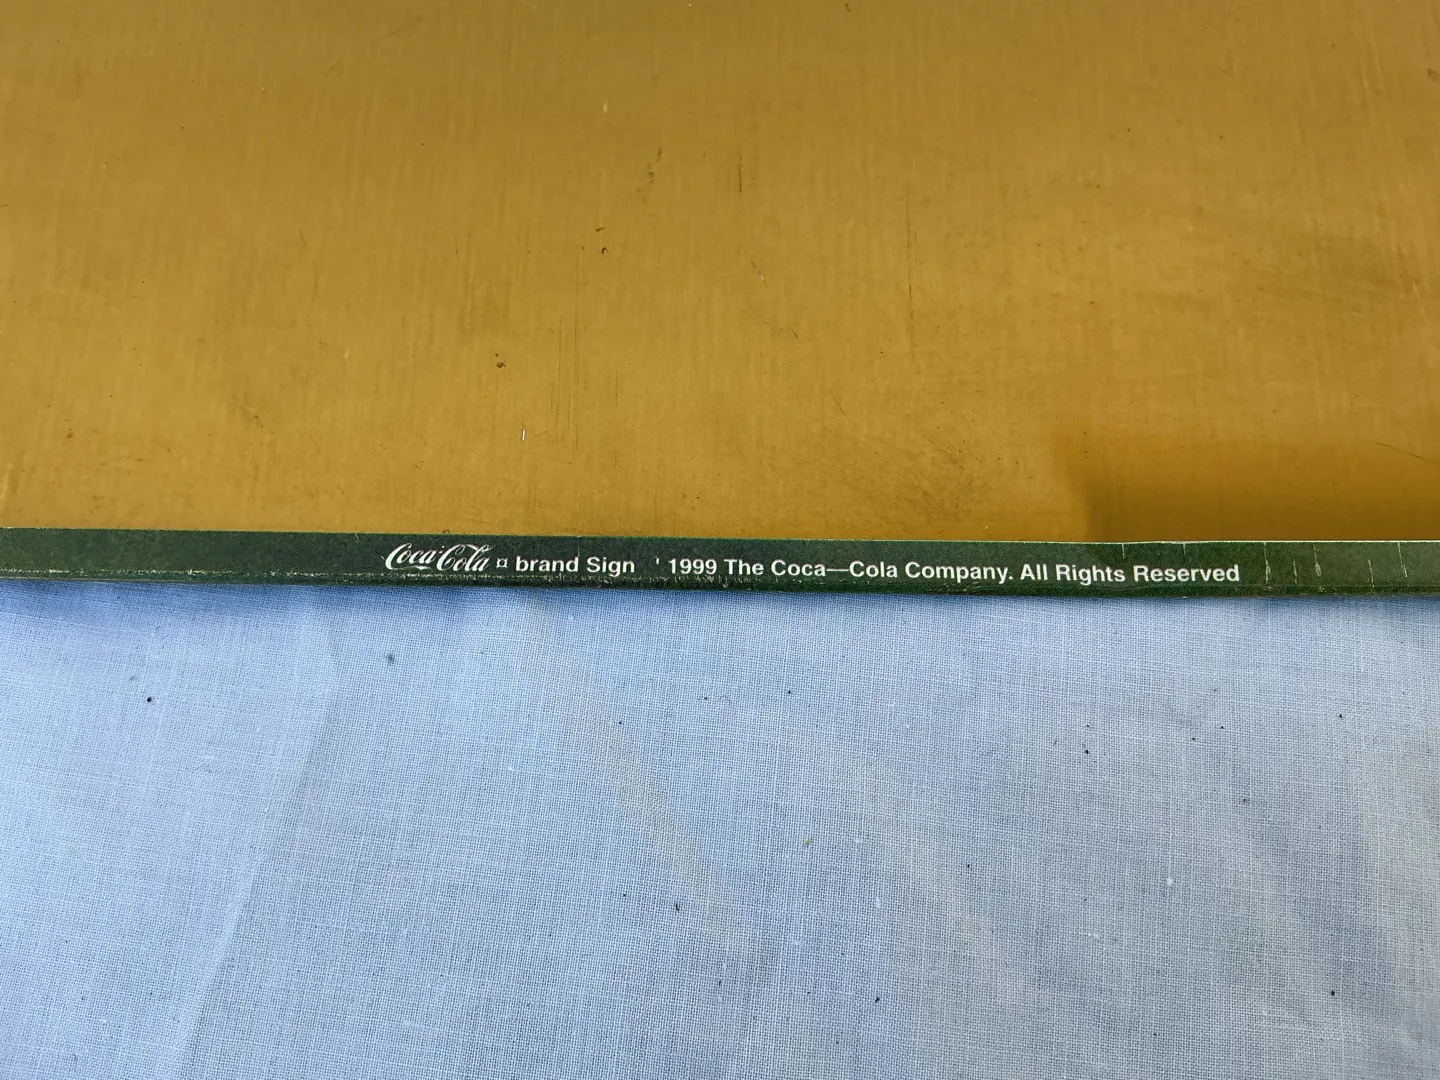 Coca-Cola ¤ brand Sign ' 1999 The Coca—Cola Company. All Rights Reserved